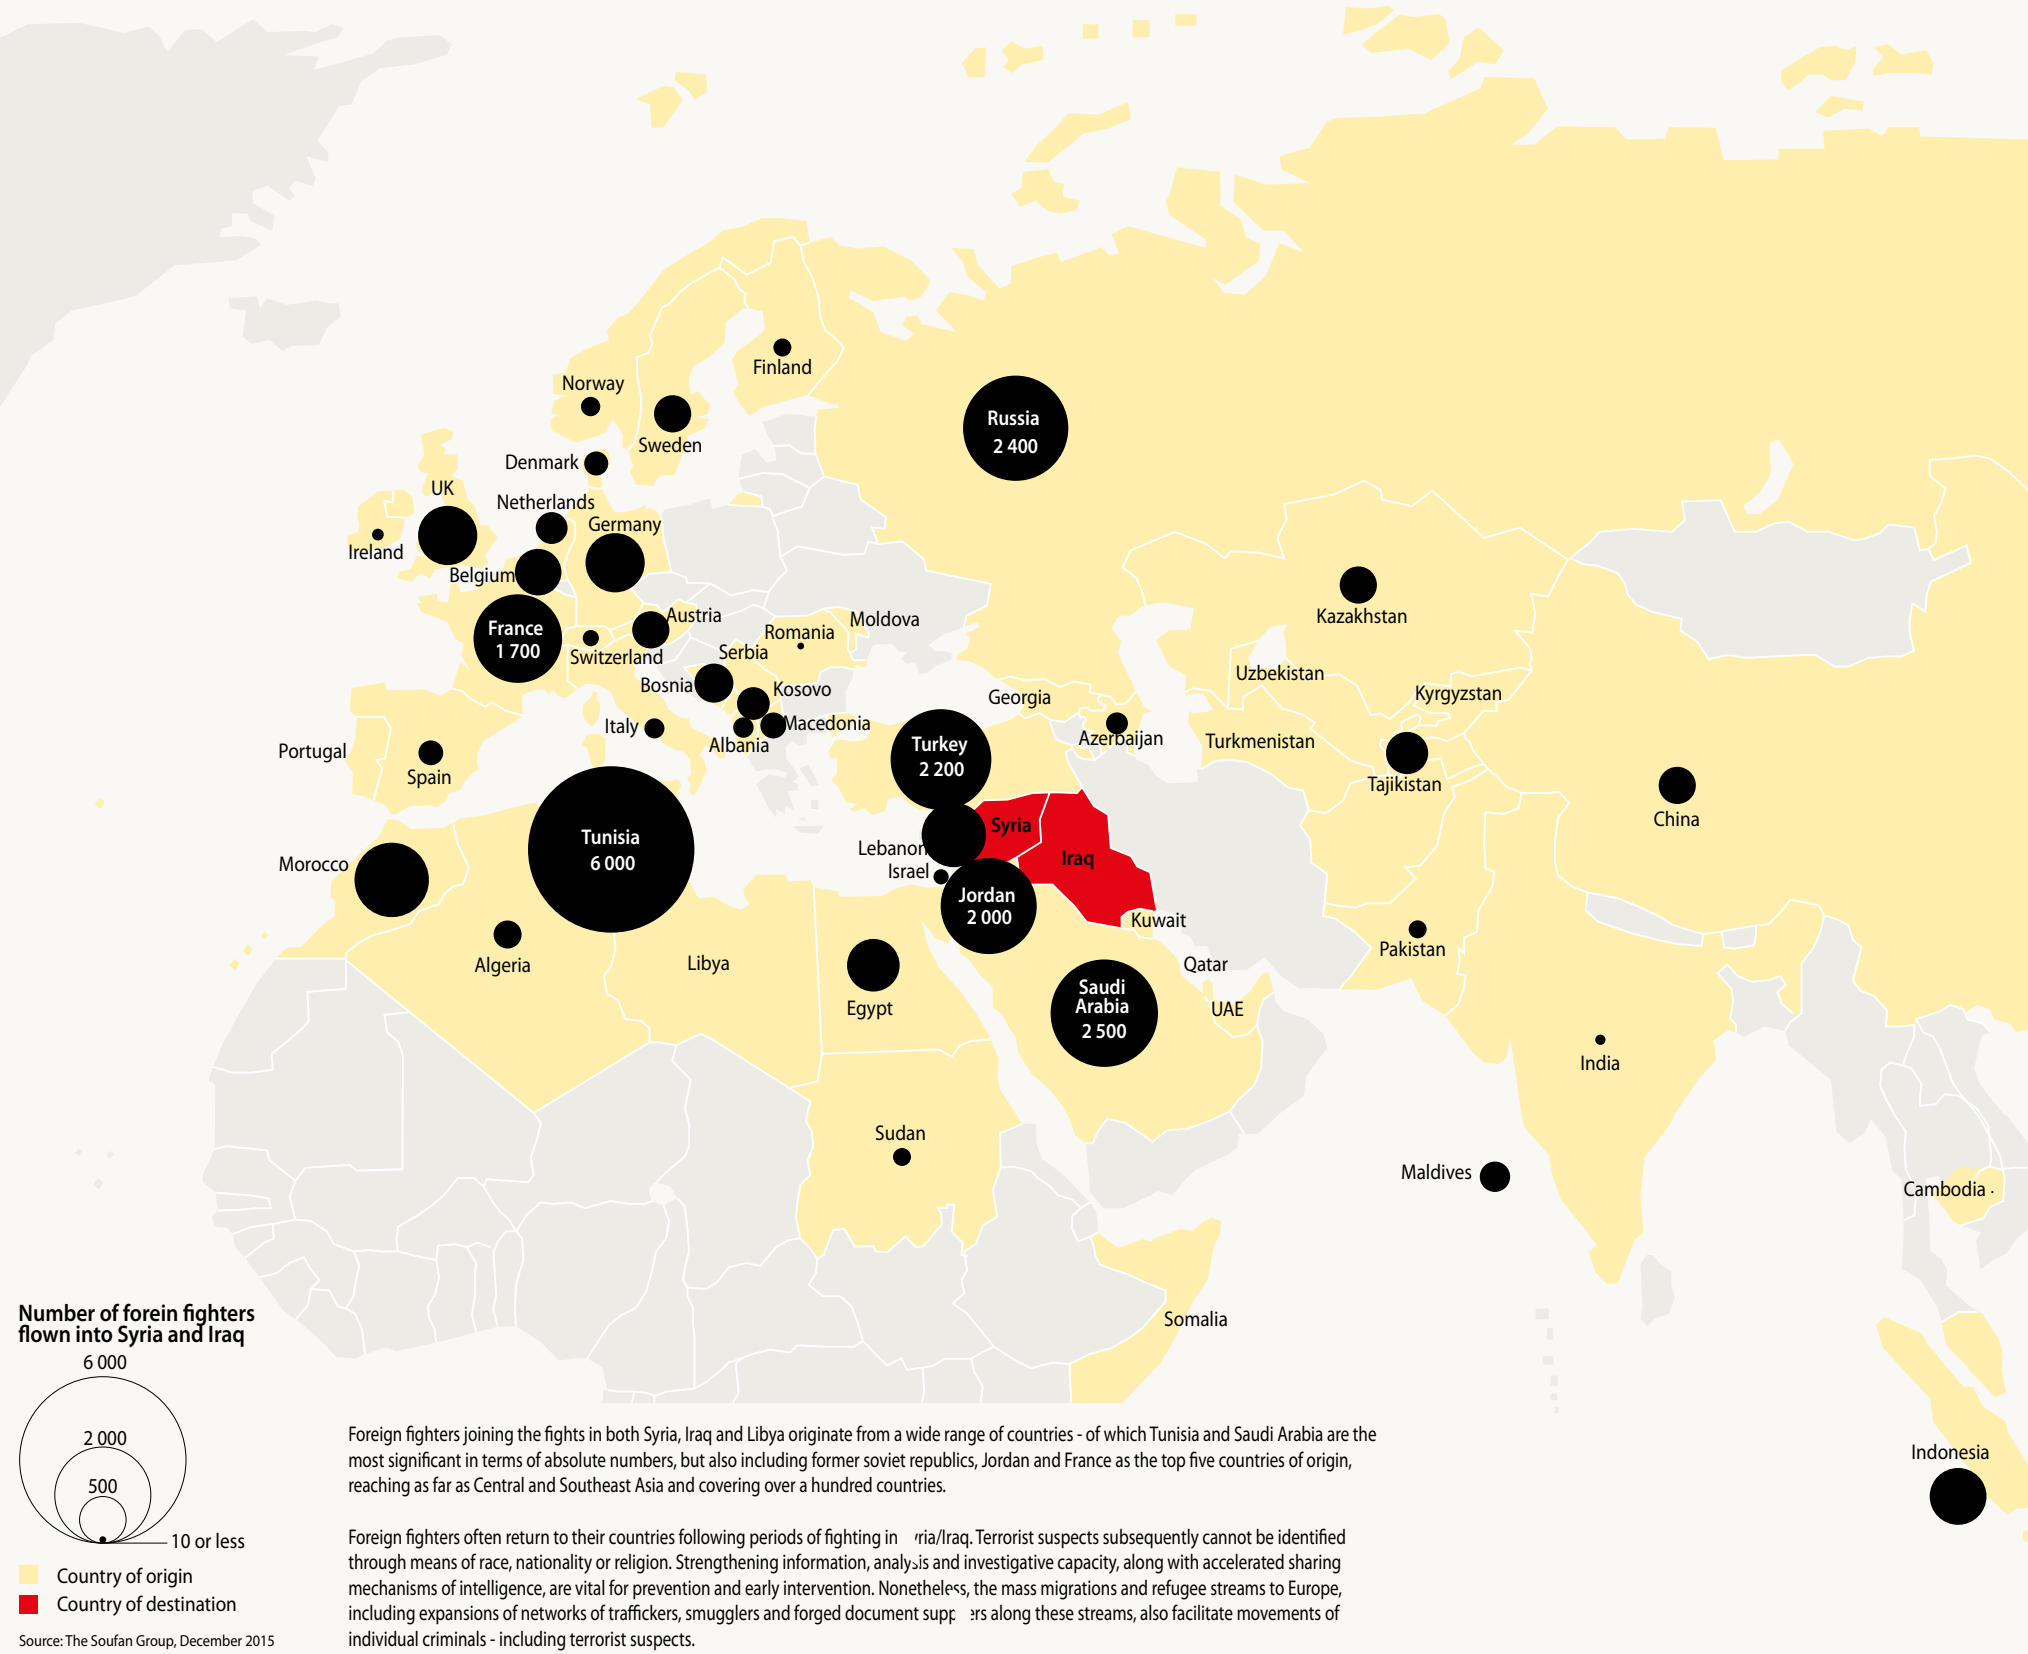 Finland
Norway
Sweden
Russia
2 400
Denmark
UK
Netherlands
Germany
Ireland
Belgium
Kazakhstan
Austria
France
1 700
Moldova
Romania
Switzerland
Serbia
Uzbekistan
Bosnia
Kosovo
Georgia
Kyrgyzstan
Italy
Macedonia
Albania
Azerbaijan
Turkmenistan
Turkey
2 200
Portugal
Spain
Tajikistan
China
Tunisia
6 000
Syria
Lebanon
Iraq
Morocco
Israel
Jordan
2 000
Kuwait
Pakistan
Algeria
Libya
Qatar
Egypt
Saudi
Arabia
2 500
UAE
India
Sudan
Maldives
Cambodia
Somalia
Indonesia
Number of forein fighters
flown into Syria and Iraq
6 000
2 000
500
10 or less
Country of origin
Country of destination
Source: The Soufan Group, December 2015
Foreign fighters joining the fights in both Syria, Iraq and Libya originate from a wide range of countries - of which Tunisia and Saudi Arabia are the
most significant in terms of absolute numbers, but also including former soviet republics, Jordan and France as the top five countries of origin,
reaching as far as Central and Southeast Asia and covering over a hundred countries.
Foreign fighters often return to their countries following periods of fighting in ria/Iraq. Terrorist suspects subsequently cannot be identified
through means of race, nationality or religion. Strengthening information, analysis and investigative capacity, along with accelerated sharing
mechanisms of intelligence, are vital for prevention and early intervention. Nonetheless, the mass migrations and refugee streams to Europe,
including expansions of networks of traffickers, smugglers and forged document supp ers along these streams, also facilitate movements of
individual criminals - including terrorist suspects.